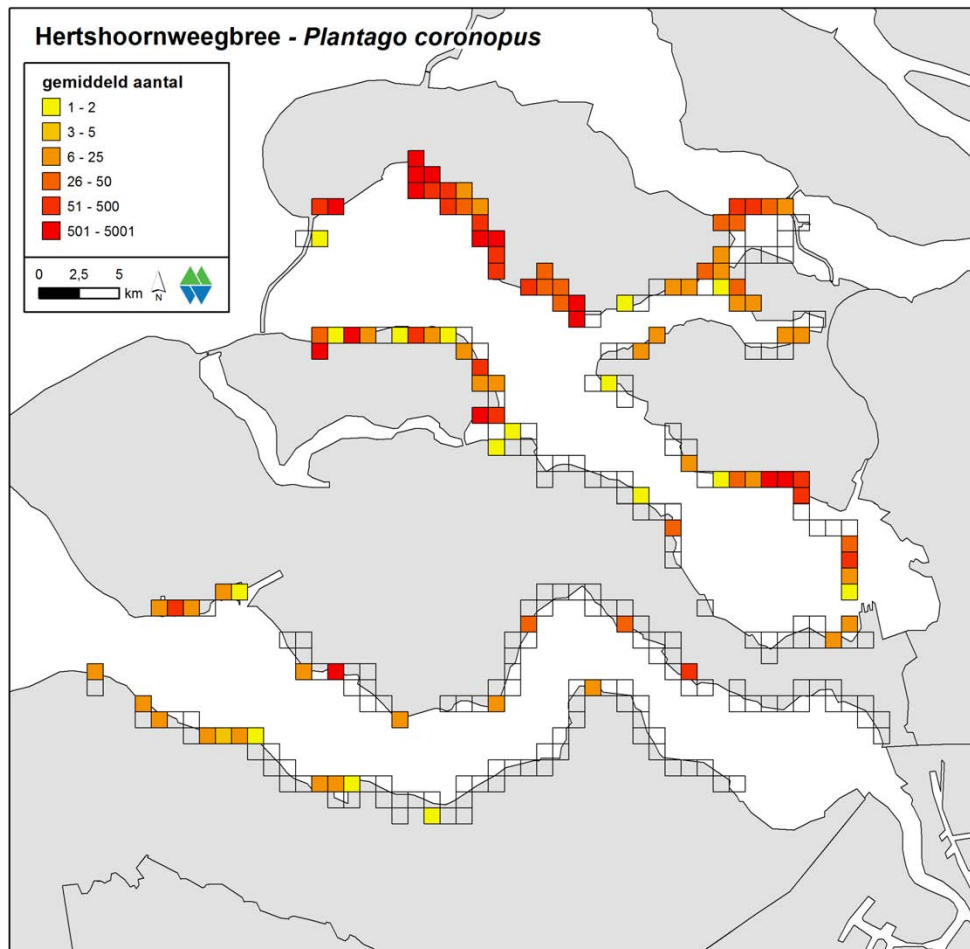 Hertshoornweegbree - Plantago coronopus
gemiddeld aantal
1 - 2
3 - 5
6 - 25
26 - 50
51 - 500
501 - 5001
0 2,5 5
km
N